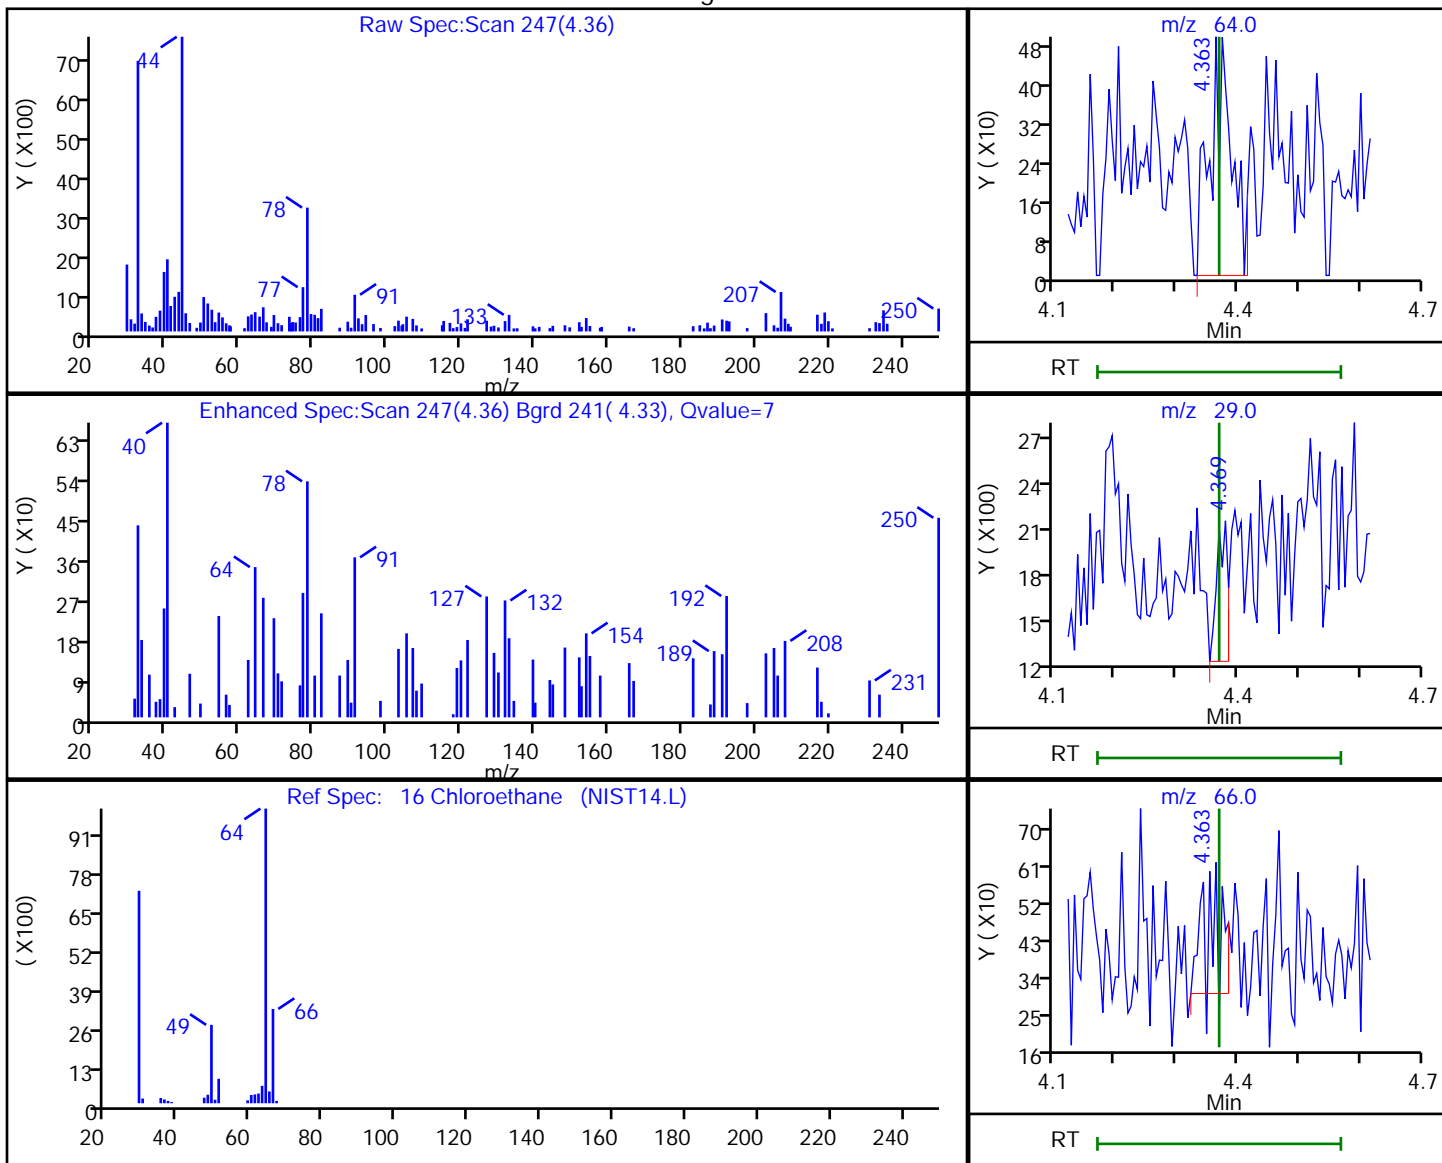 Raw Spec:Scan 247(4.36)
Y ( X100)
70
60
50
40
30
20
10
0
44
78
77
91
133
207
250
20 40 60 80 100 120 140 160 180 200 220 240
m/z
m/z 64.0
Y ( X10)
48
40
32
24
16
8
0
4.363
4.1 4.4 4.7
Min
RT
Enhanced Spec:Scan 247(4.36) Bgrd 241( 4.33), Qvalue=7
Y ( X10)
63
54
45
36
27
18
9
0
40
78
64
91
127
132
154
189
192
208
231
250
20 40 60 80 100 120 140 160 180 200 220 240
m/z
m/z 29.0
Y ( X100)
27
24
21
18
15
12
4.369
4.1 4.4 4.7
Min
RT
Ref Spec: 16 Chloroethane (NIST14.L)
( X100)
91
78
65
52
39
26
13
0
64
49
66
20 40 60 80 100 120 140 160 180 200 220 240
m/z 66.0
Y ( X10)
70
61
52
43
34
25
16
4.363
4.1 4.4 4.7
Min
RT